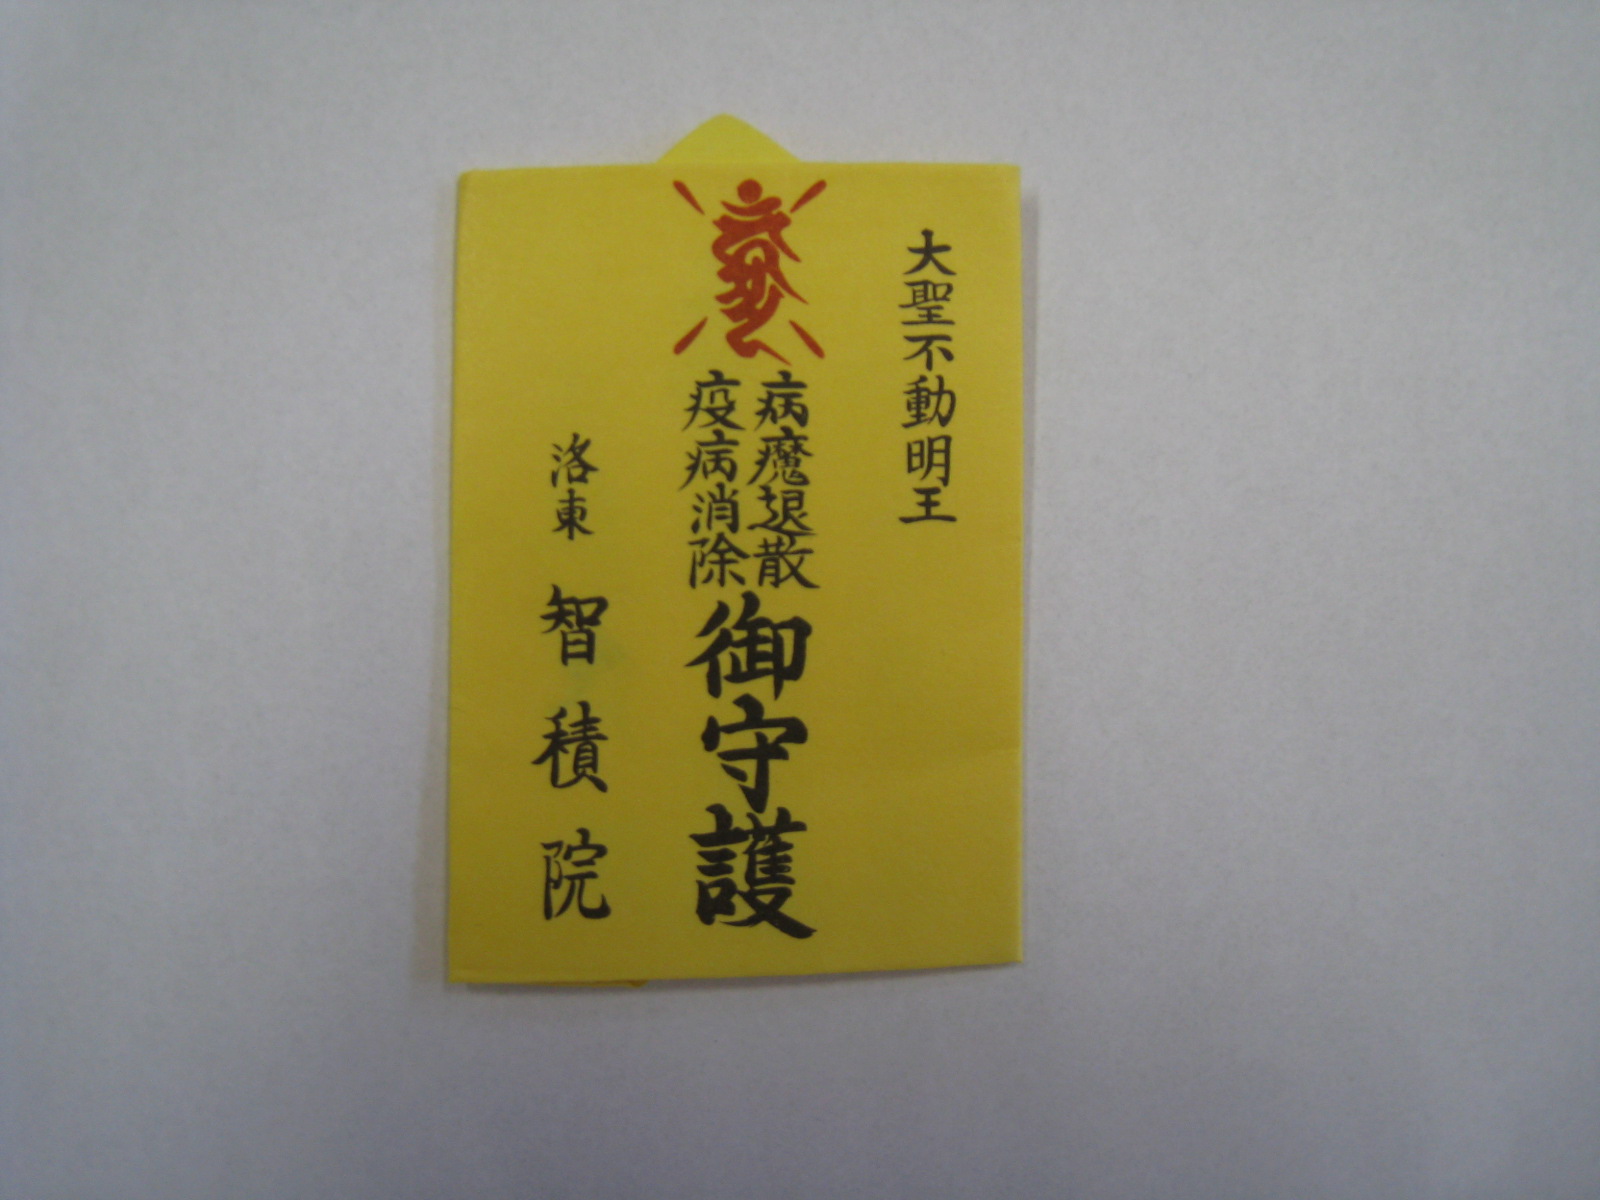 大聖不動明王
病魔退散
疫病消除
御守護
洛東 智積院